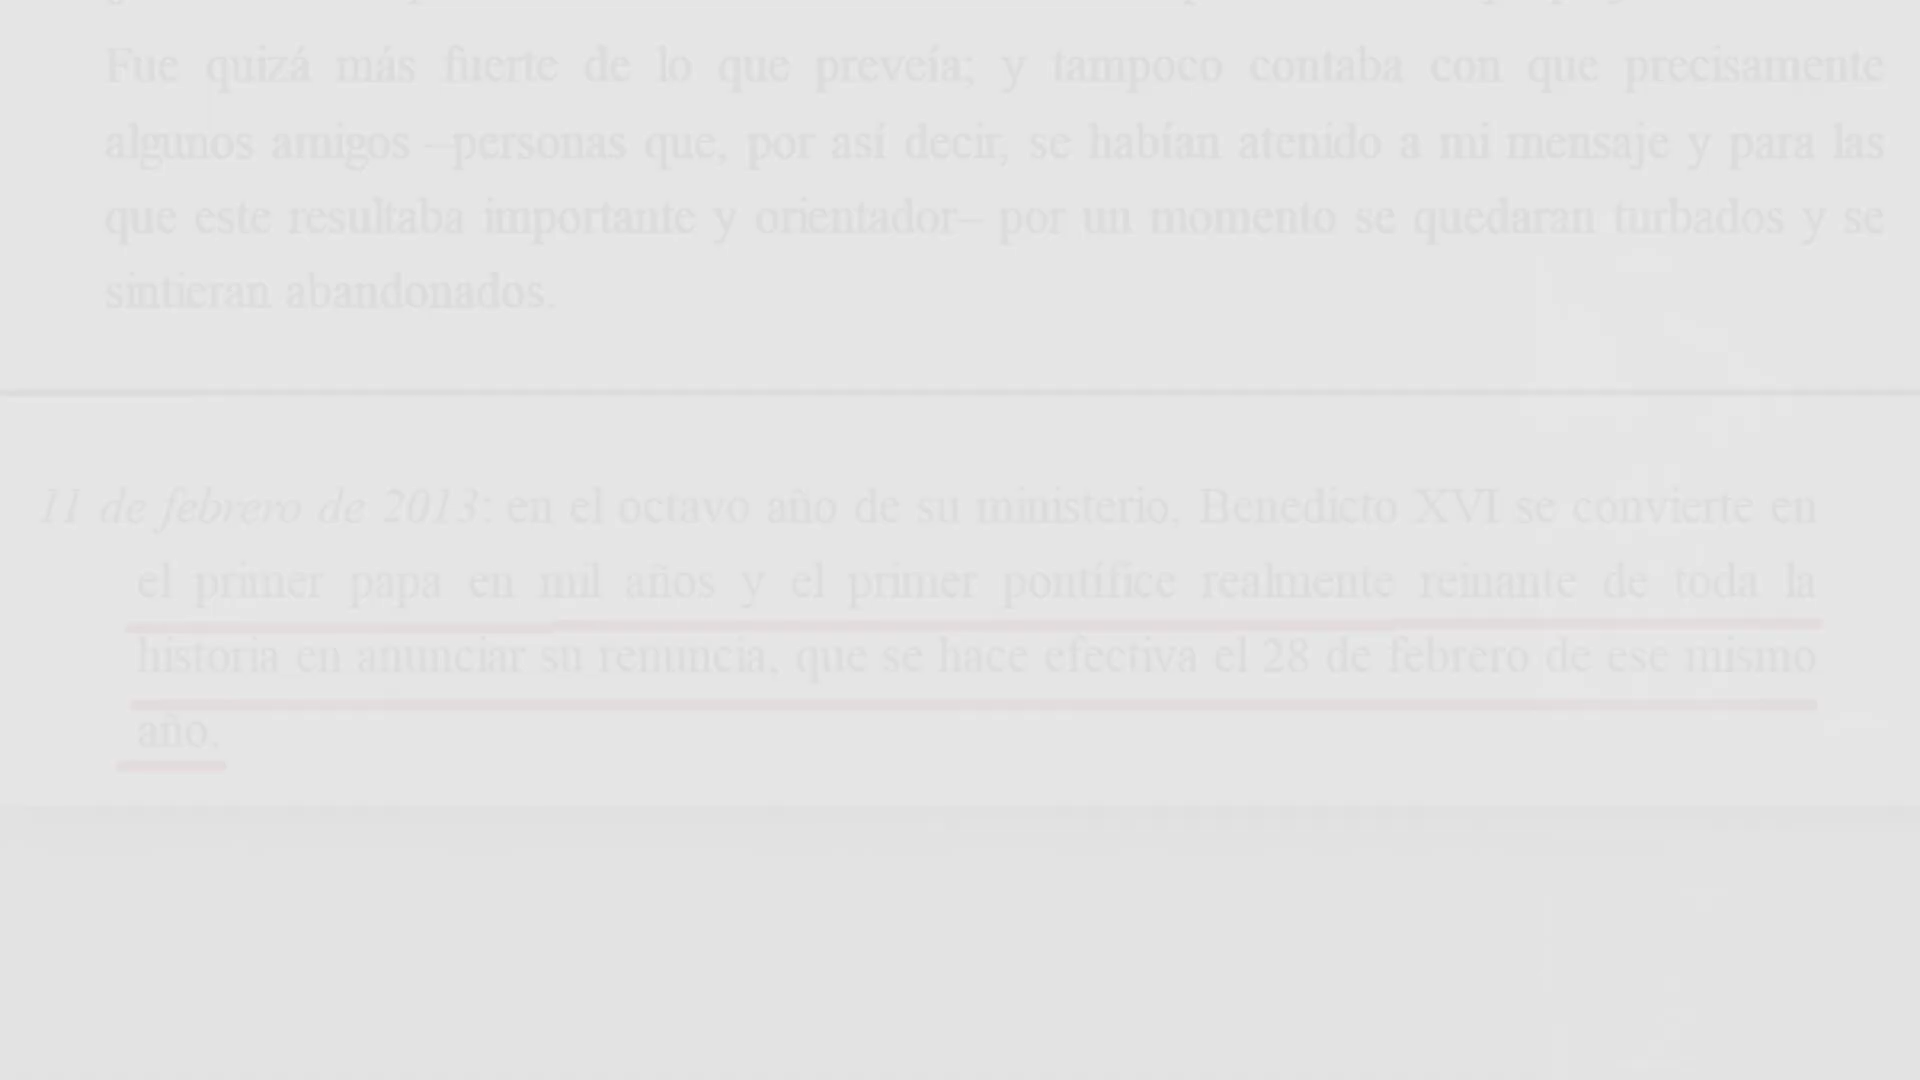 Fue quizá más fuerte de lo que preveía; y tampoco contaba con que precisamente
algunos amigos –personas que, por así decir, se habían atenido a mi mensaje y para las
que este resultaba importante y orientador– por un momento se quedaran turbados y se
sintieran abandonados.
11 de febrero de 2013: en el octavo año de su ministerio, Benedicto XVI se convierte en
el primer papa en mil años y el primer pontífice realmente reinante de toda la
historia en anunciar su renuncia, que se hace efectiva el 28 de febrero de ese mismo
año.